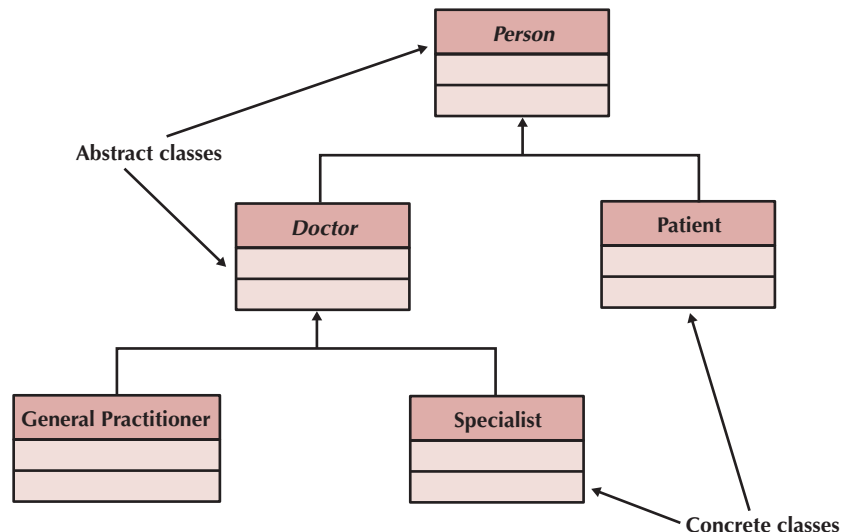 Person
Abstract classes
Doctor
Patient
General Practitioner
Specialist
Concrete classes